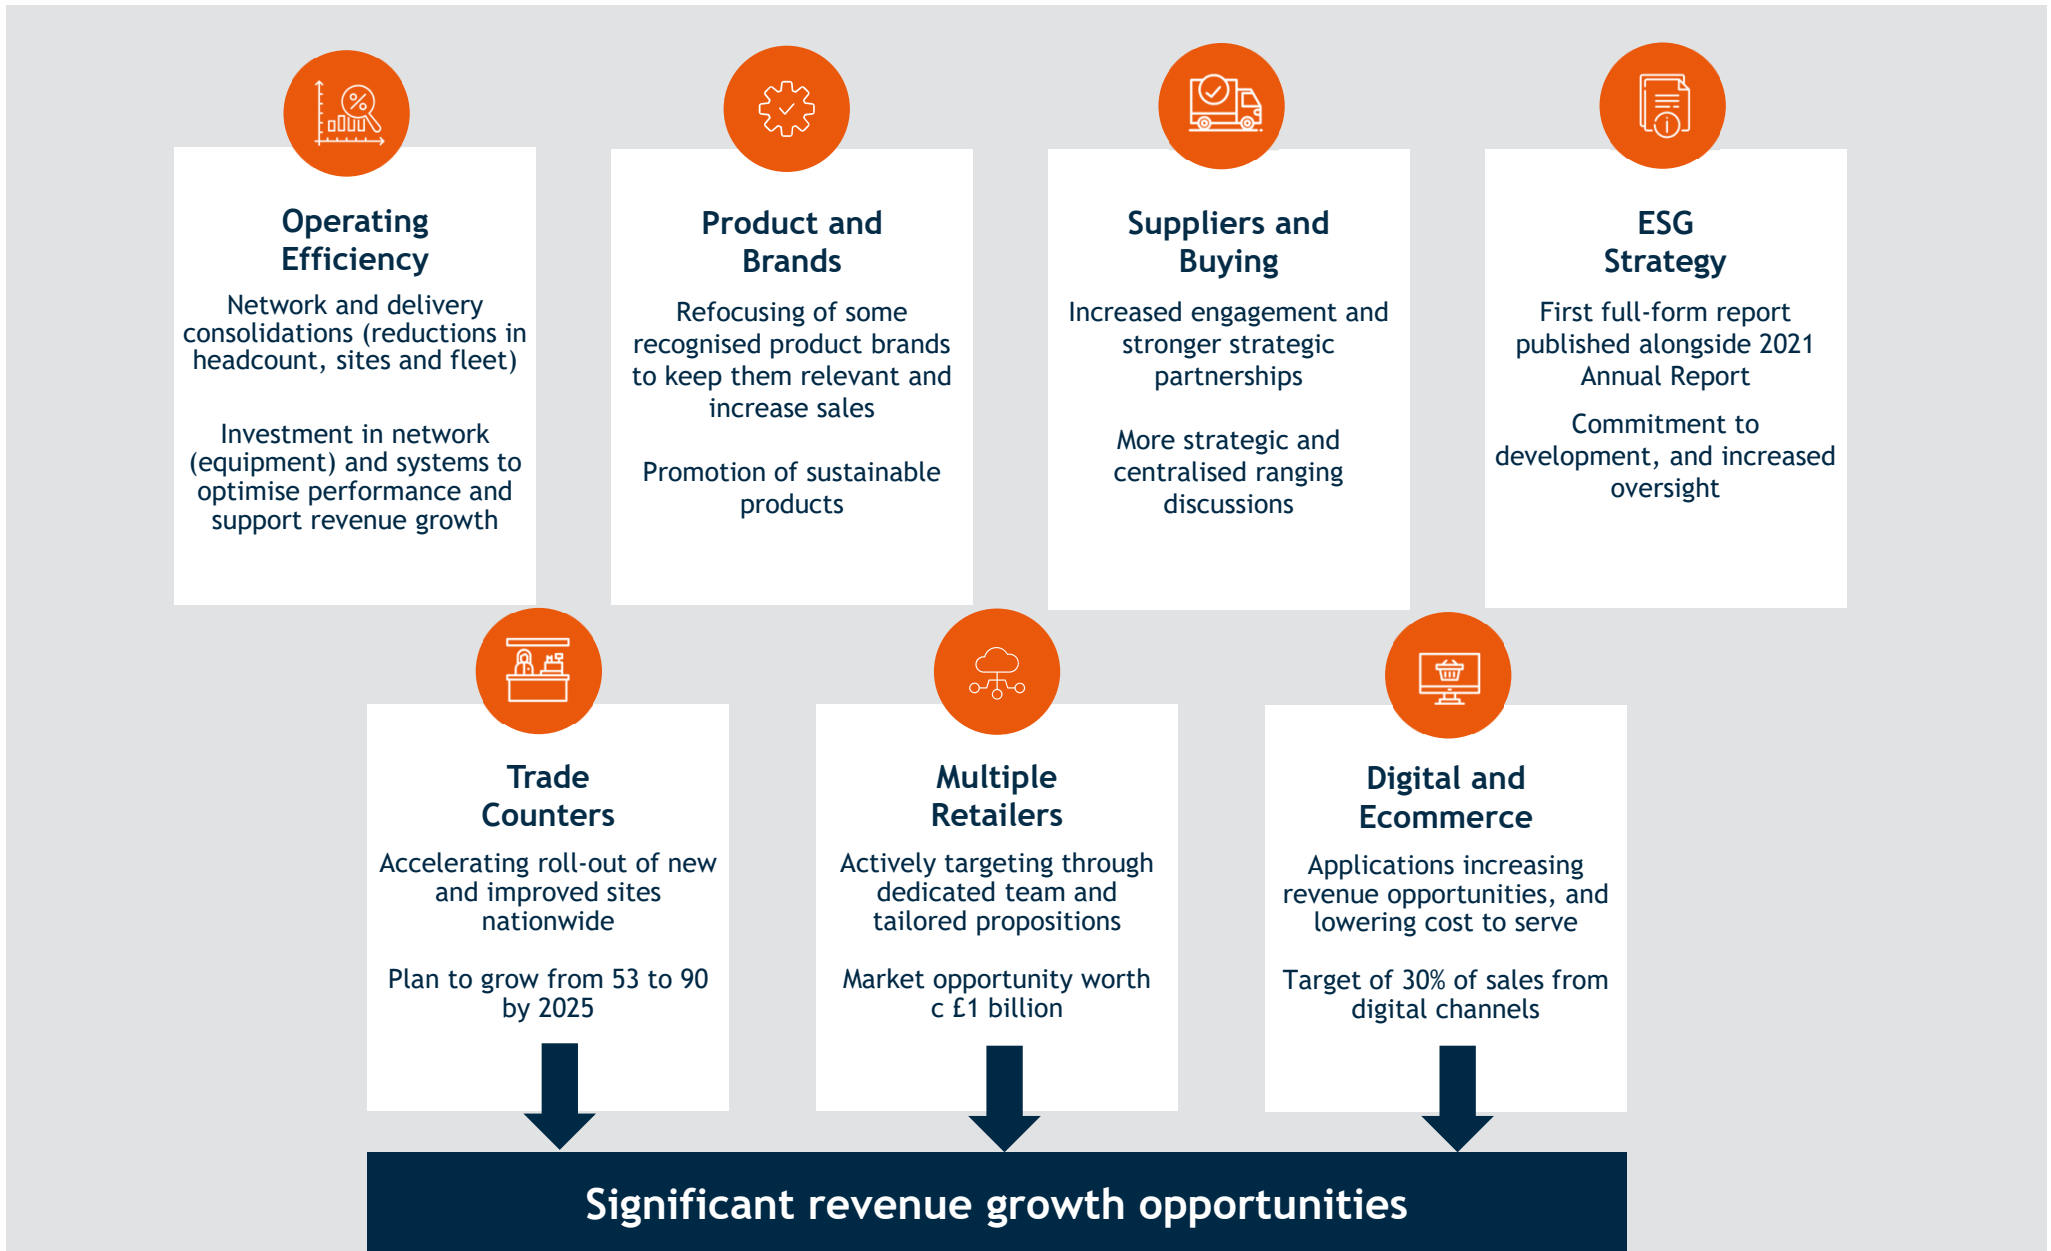 Operating
Efficiency
Network and delivery
consolidations (reductions in
headcount, sites and fleet)
Investment in network
(equipment) and systems to
optimise performance and
support revenue growth
Product and
Brands
Refocusing of some
recognised product brands
to keep them relevant and
increase sales
Promotion of sustainable
products
Suppliers and
Buying
Increased engagement and
stronger strategic
partnerships
More strategic and
centralised ranging
discussions
ESG
Strategy
First full-form report
published alongside 2021
Annual Report
Commitment to
development, and increased
oversight
Trade
Counters
Accelerating roll-out of new
and improved sites
nationwide
Plan to grow from 53 to 90
by 2025
Multiple
Retailers
Actively targeting through
dedicated team and
tailored propositions
Market opportunity worth
c £1 billion
Digital and
Ecommerce
Applications increasing
revenue opportunities, and
lowering cost to serve
Target of 30% of sales from
digital channels
Significant revenue growth opportunities